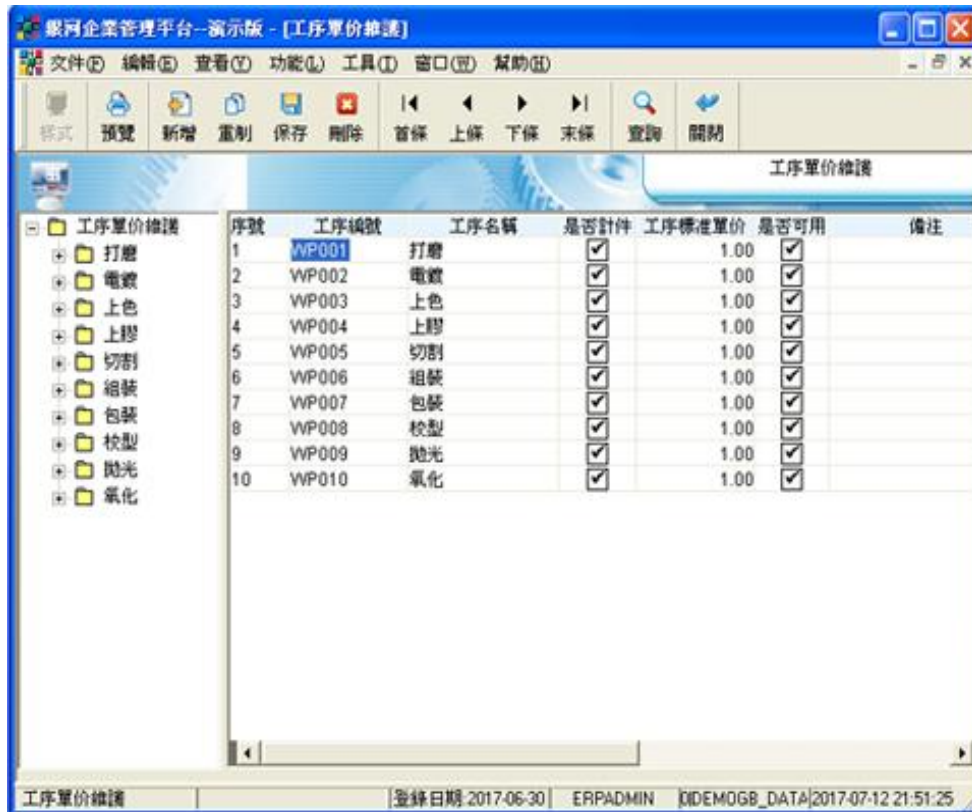 銀河企業管理平台--演示版 - [工序單价維護]
文件(F) 編輯(E) 查看(V) 功能(L) 工具(T) 窗口(W) 幫助(H)
樣式 預覽 新增 重制 保存 刪除 首條 上條 下條 末條 查詢 關閉
工序單价維護
工序單价維護
打磨
電鍍
上色
上膠
切割
組裝
包裝
校型
拋光
氧化
序號 工序編號 工序名稱 是否計件 工序標准單价 是否可用 備注
1 WP001 打磨 1.00
2 WP002 電鍍 1.00
3 WP003 上色 1.00
4 WP004 上膠 1.00
5 WP005 切割 1.00
6 WP006 組裝 1.00
7 WP007 包裝 1.00
8 WP008 校型 1.00
9 WP009 拋光 1.00
10 WP010 氧化 1.00
工序單价維護 登錄日期:2017-06-30 ERPADMIN DEMOGB_DATA 2017-07-12 21:51:25